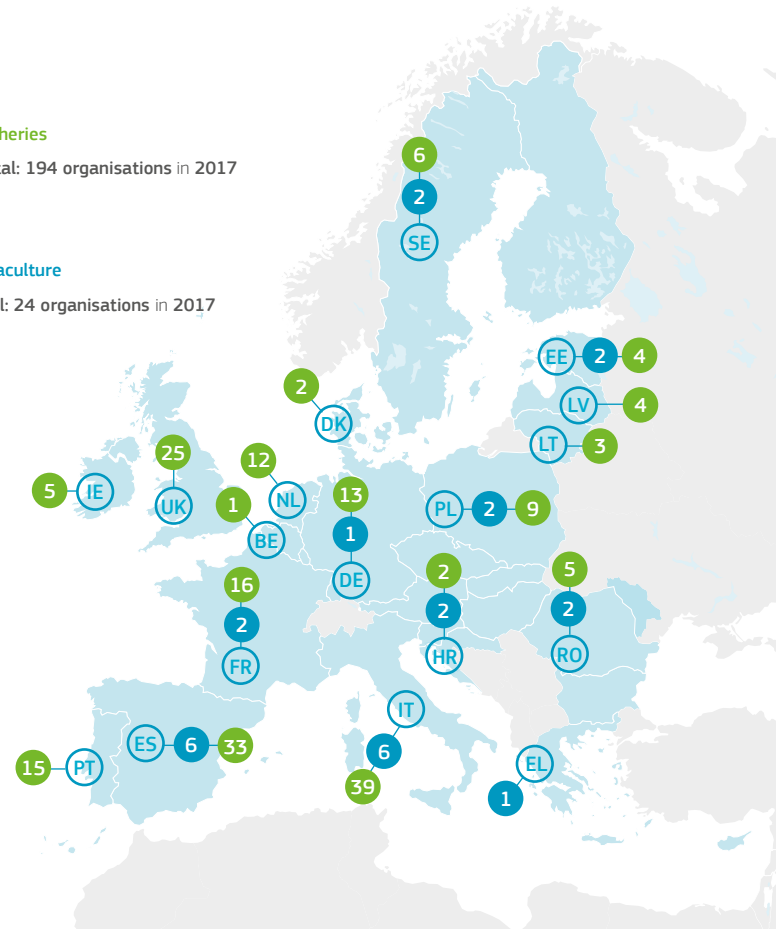 heries
al: 194 organisations in 2017
aculture
l: 24 organisations in 2017
6
2
SE
EE 2 4
LV 4
LT 3
2
DK
25
5 IE
UK
12
NL
1
BE
13
1
DE
PL 2 9
16
2
FR
2
2
HR
5
2
RO
ES 6 33
15 PT
IT
6
39
EL
1